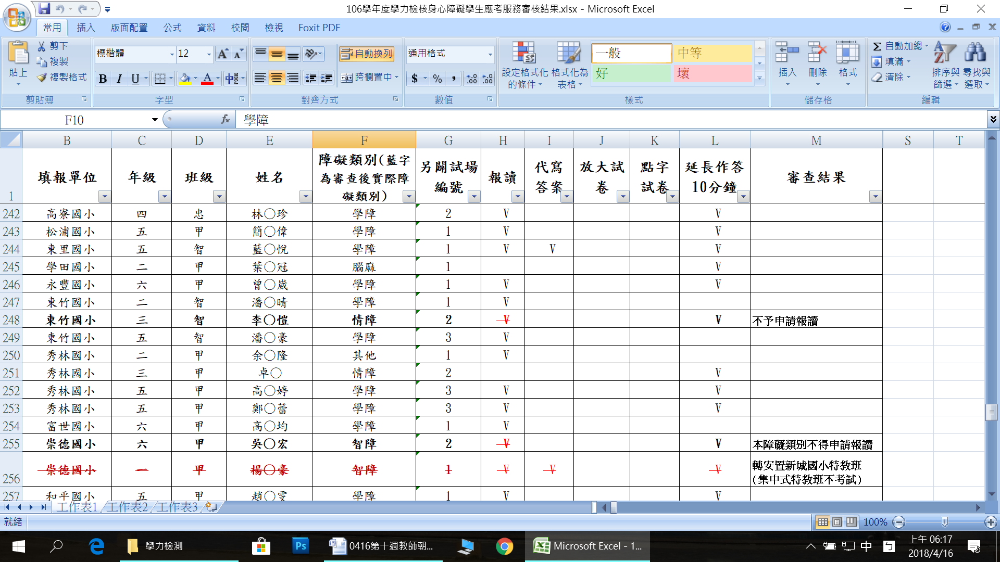 106學年度學力檢核身心障礙學生應考服務審核結果.xlsx - Microsoft Excel
常用 插入 版面配置 公式 資料 校閱 檢視 Foxit PDF
貼上 剪下 複製 複製格式 剪貼簿
標楷體 12 B I U A 中 字型
自動換列 跨欄置中 對齊方式
通用格式 $ % 數值
設定格式化的條件 格式化為表格 一般 中等 好 壞 樣式
插入 刪除 格式 儲存格
自動加總 填滿 清除 排序與篩選 尋找與選取 編輯
F10 fx 學障
B C D E F G H I J K L M S T
1 填報單位 年級 班級 姓名 障礙類別(藍字為審查後實際障礙類別) 另闢試場編號 報讀 代寫答案 放大試卷 點字試卷 延長作答10分鐘 審查結果
242 高寮國小 四 忠 林〇珍 學障 2 V V
243 松浦國小 五 甲 簡〇偉 學障 1 V V
244 東里國小 五 智 藍〇悅 學障 1 V V V
245 學田國小 二 甲 葉〇冠 腦麻 1 V
246 永豐國小 六 甲 曾〇崴 學障 1 V V
247 東竹國小 二 智 潘〇晴 學障 1 V
248 東竹國小 三 智 李〇愷 情障 2 V V 不予申請報讀
249 東竹國小 五 智 潘〇豪 學障 3 V
250 秀林國小 二 甲 余〇隆 其他 1 V
251 秀林國小 三 甲 卓〇 情障 2 V
252 秀林國小 五 甲 高〇婷 學障 3 V V
253 秀林國小 五 甲 鄭〇蕾 學障 3 V V
254 富世國小 六 甲 高〇均 學障 1 V
255 崇德國小 六 甲 吳〇宏 智障 2 V V 本障礙類別不得申請報讀
256 崇德國小 一 甲 楊〇豪 智障 1 V V V 轉安置新城國小特教班(集中式特教班不考試)
257 和平國小 五 甲 趙〇雯 學障 1 V V
工作表1 工作表2 工作表3
就緒 100%
學力檢測 Ps 0416第十週教師朝... Microsoft Excel - 1... 中 ㄅ 上午 06:17
2018/4/16